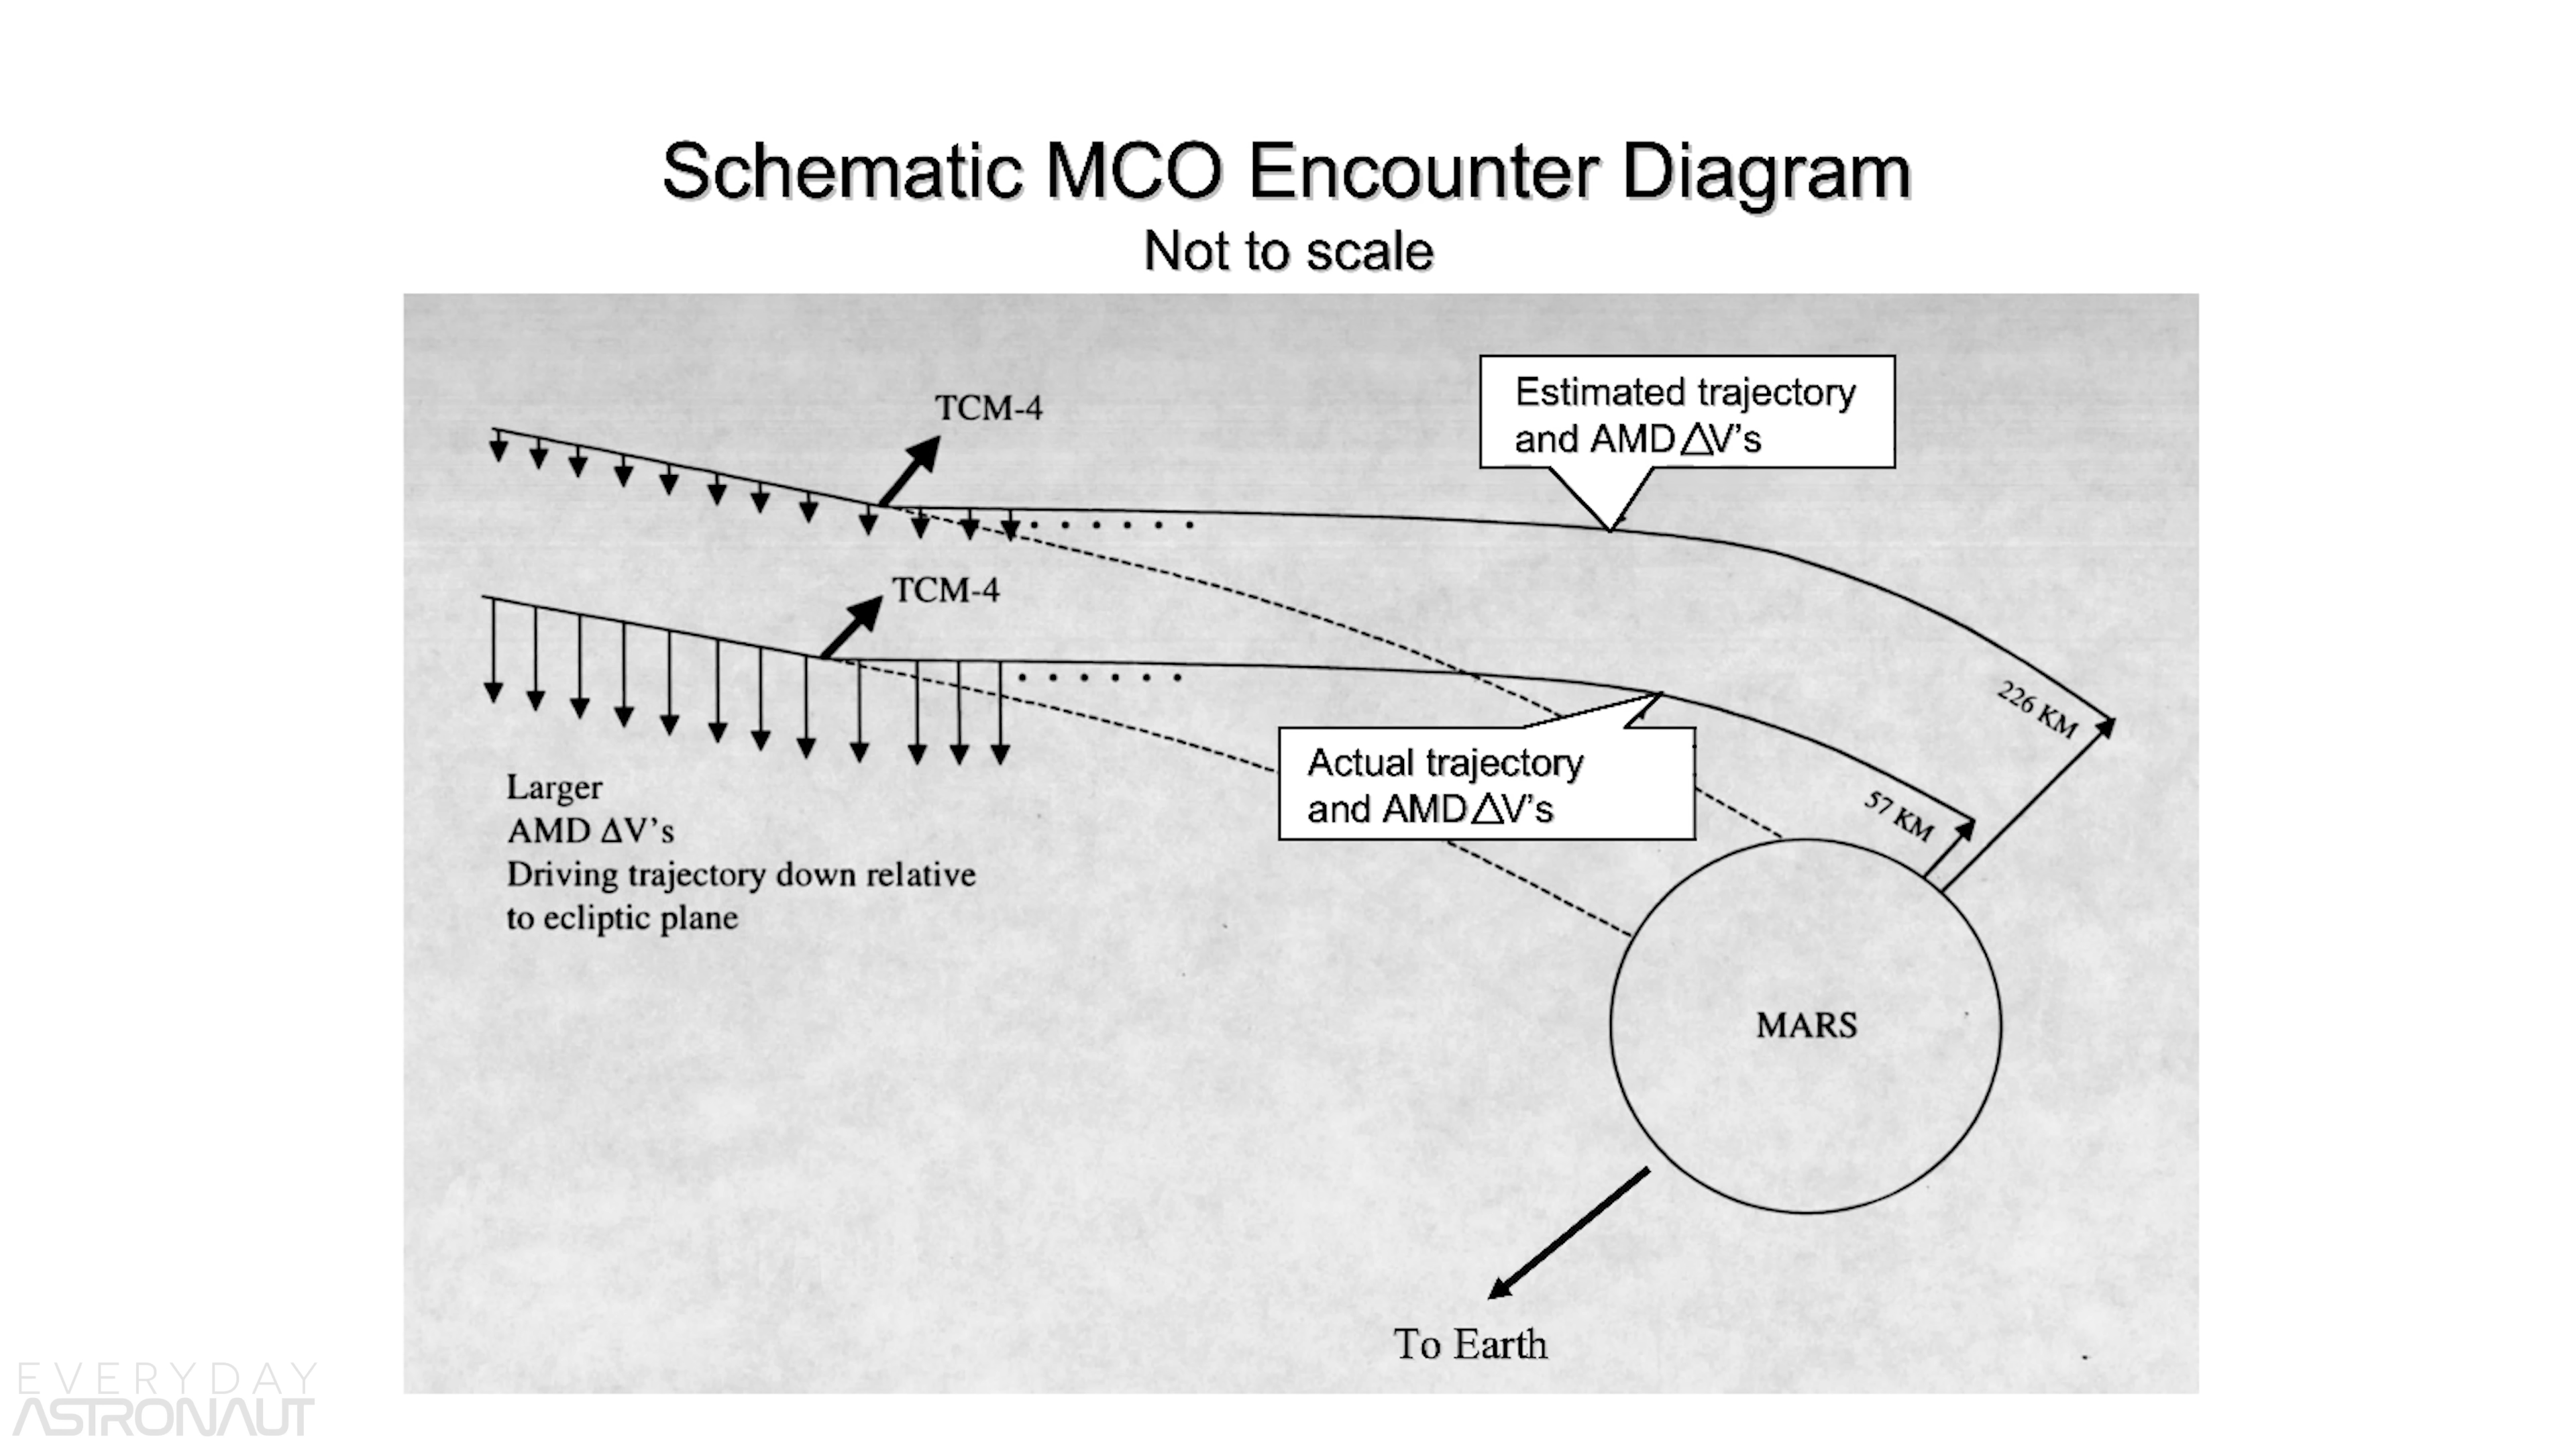 Schematic MCO Encounter Diagram
Not to scale
Estimated trajectory
and AMD △V's
TCM-4
TCM-4
226 KM
57 KM
Actual trajectory
and AMD △V's
Larger
AMD ΔV's
Driving trajectory down relative
to ecliptic plane
MARS
To Earth
EVERYDAY
ASTRONAUT